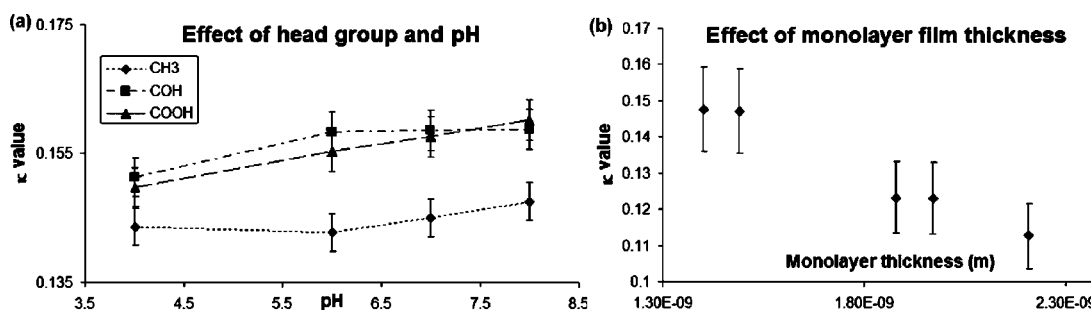 (a)
Effect of head group and pH
CH3
COH
COOH
0.175
0.155
0.135
κ value
3.5 4.5 5.5 6.5 7.5 8.5
pH
(b)
Effect of monolayer film thickness
0.17
0.16
0.15
0.14
0.13
0.12
0.11
0.1
κ value
Monolayer thickness (m)
1.30E-09 1.80E-09 2.30E-09